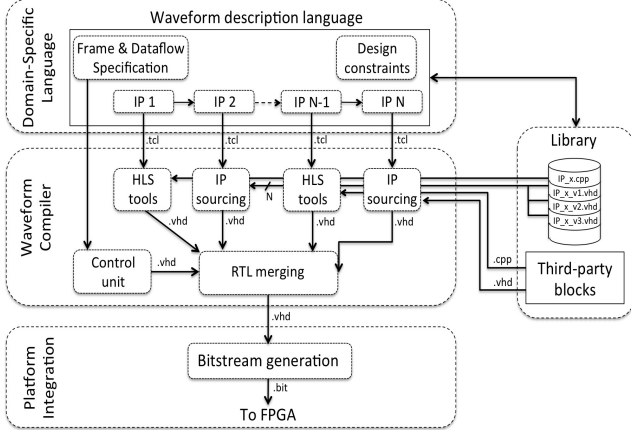 Waveform description language
Domain-Specific
Language
Frame & Dataflow
Specification
Design
constraints
IP 1
IP 2
IP N-1
IP N
.tcl
.tcl
.tcl
.tcl
Library
IP_x.cpp
IP_x_v1.vhd
IP_x_v2.vhd
IP_x_v3.vhd
Waveform
Compiler
HLS
tools
IP
sourcing
N
HLS
tools
IP
sourcing
.vhd
.vhd
.vhd
.vhd
Control
unit
.vhd
RTL merging
.cpp
.vhd
Third-party
blocks
.vhd
Platform
Integration
Bitstream generation
.bit
To FPGA